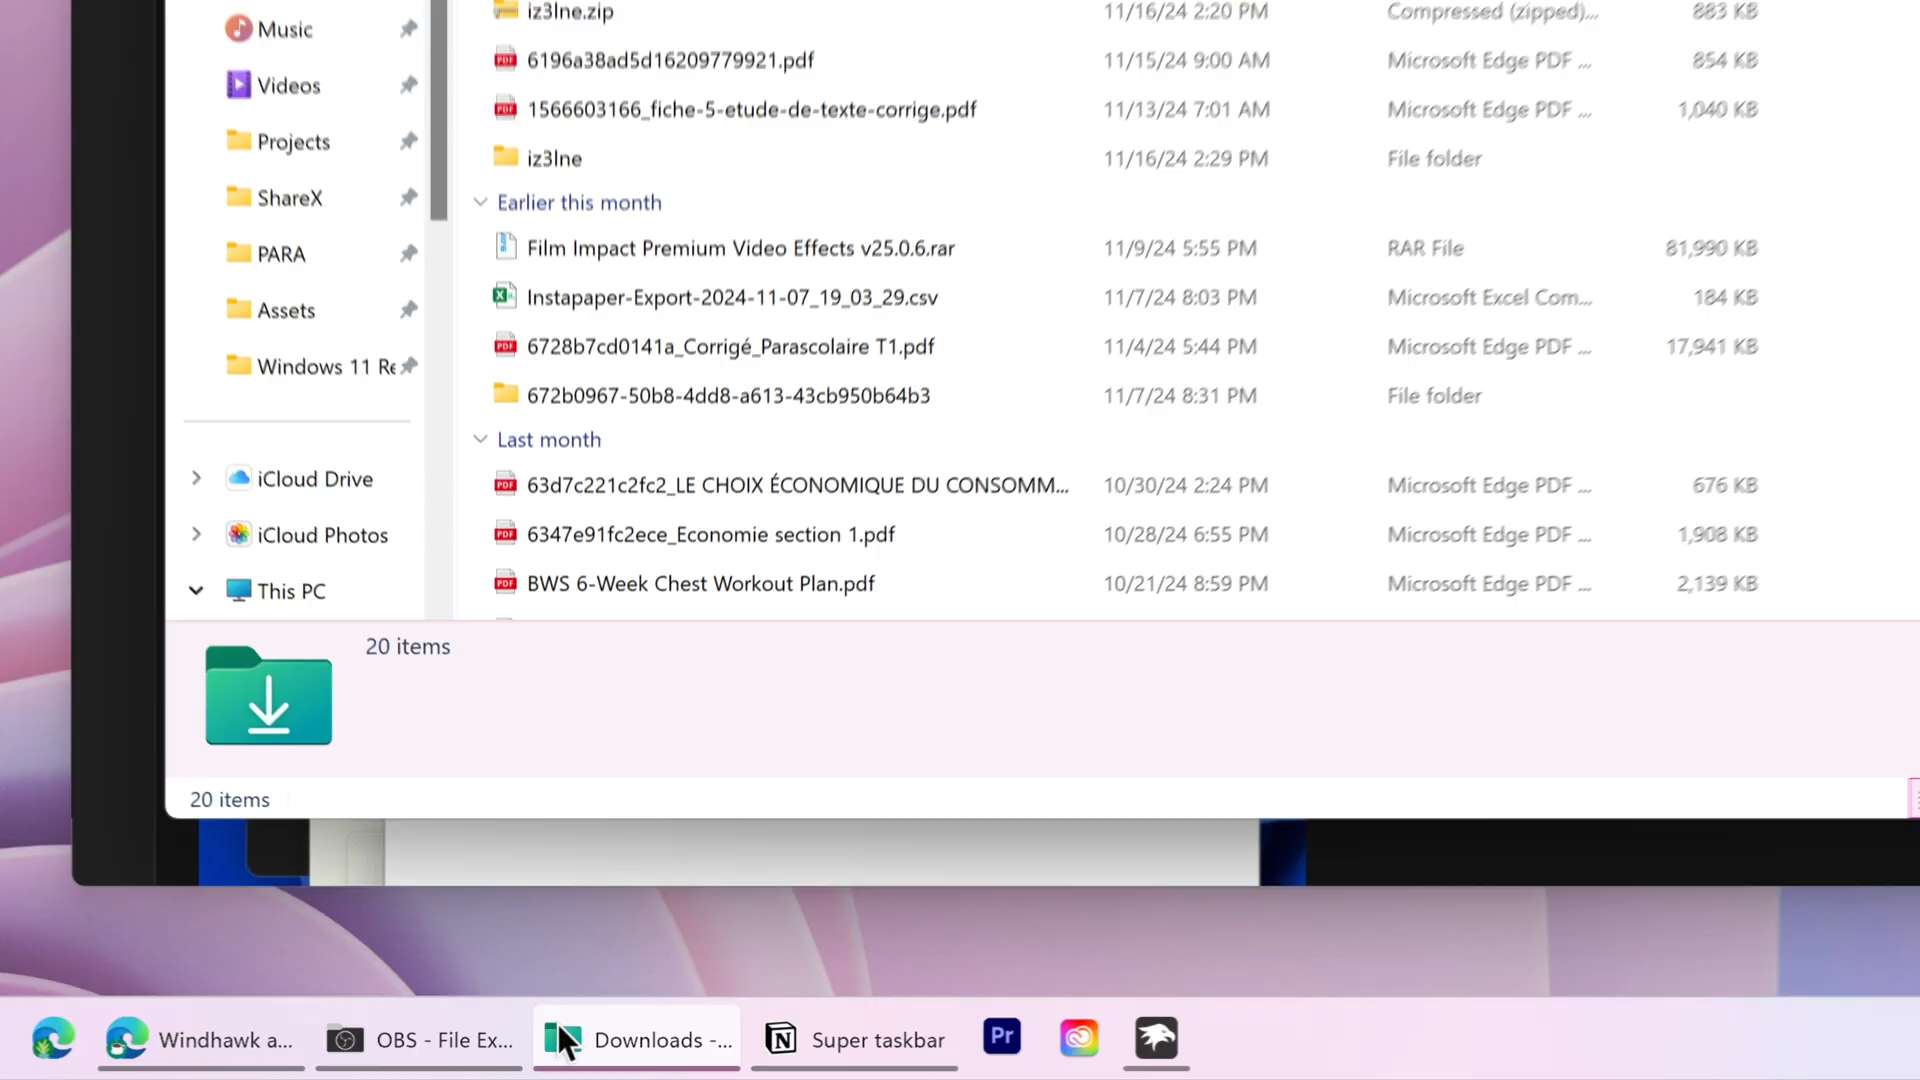 iz3lne.zip 11/16/24 2:20 PM Compressed (zipped)... 883 KB
Music
6196a38ad5d16209779921.pdf 11/15/24 9:00 AM Microsoft Edge PDF ... 854 KB
Videos
1566603166_fiche-5-etude-de-texte-corrige.pdf 11/13/24 7:01 AM Microsoft Edge PDF ... 1,040 KB
Projects
iz3lne 11/16/24 2:29 PM File folder
ShareX
Earlier this month
PARA
Film Impact Premium Video Effects v25.0.6.rar 11/9/24 5:55 PM RAR File 81,990 KB
Assets
Instapaper-Export-2024-11-07_19_03_29.csv 11/7/24 8:03 PM Microsoft Excel Com... 184 KB
6728b7cd0141a_Corrigé_Parascolaire T1.pdf 11/4/24 5:44 PM Microsoft Edge PDF ... 17,941 KB
Windows 11 Re
672b0967-50b8-4dd8-a613-43cb950b64b3 11/7/24 8:31 PM File folder
Last month
iCloud Drive
63d7c221c2fc2_LE CHOIX ÉCONOMIQUE DU CONSOMM... 10/30/24 2:24 PM Microsoft Edge PDF ... 676 KB
iCloud Photos
6347e91fc2ece_Economie section 1.pdf 10/28/24 6:55 PM Microsoft Edge PDF ... 1,908 KB
This PC
BWS 6-Week Chest Workout Plan.pdf 10/21/24 8:59 PM Microsoft Edge PDF ... 2,139 KB
20 items
20 items
Windhawk a... OBS - File Ex... Downloads -... Super taskbar Pr